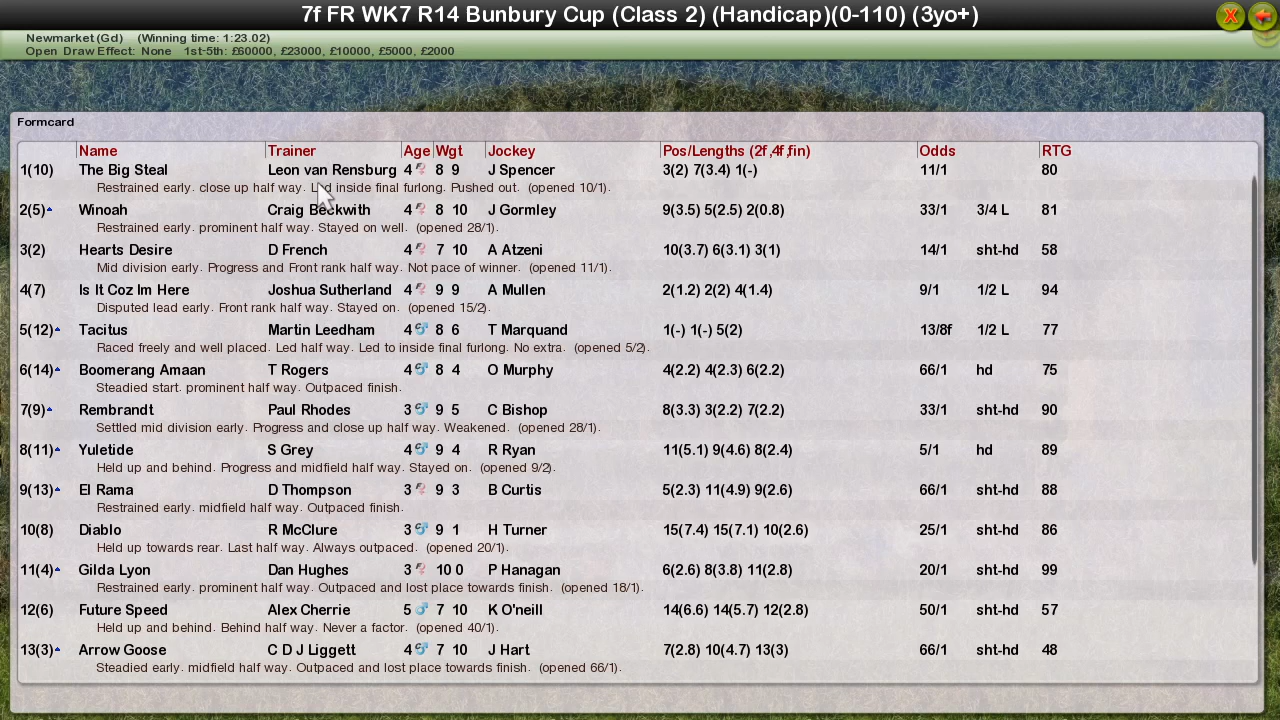 7f FR WK7 R14 Bunbury Cup (Class 2) (Handicap)(0-110) (3yo+)
X
Newmarket (Gd) (Winning time: 1:23.02)
Open Draw Effect: None 1st-5th: £60000, £23000, £10000, £5000, £2000
Formcard
Name Trainer Age Wgt Jockey Pos/Lengths (2f,4f,fin) Odds RTG
1(10) The Big Steal Leon van Rensburg 4 8 9 J Spencer 3(2) 7(3.4) 1(-) 11/1 80
Restrained early. close up half way. Led inside final furlong. Pushed out. (opened 10/1).
2(5) Winoah Craig Beckwith 4 8 10 J Gormley 9(3.5) 5(2.5) 2(0.8) 33/1 3/4 L 81
Restrained early. prominent half way. Stayed on well. (opened 28/1).
3(2) Hearts Desire D French 4 7 10 A Atzeni 10(3.7) 6(3.1) 3(1) 14/1 sht-hd 58
Mid division early. Progress and Front rank half way. Not pace of winner. (opened 11/1).
4(7) Is It Coz Im Here Joshua Sutherland 4 9 9 A Mullen 2(1.2) 2(2) 4(1.4) 9/1 1/2 L 94
Disputed lead early. Front rank half way. Stayed on. (opened 15/2).
5(12) Tacitus Martin Leedham 4 8 6 T Marquand 1(-) 1(-) 5(2) 13/8f 1/2 L 77
Raced freely and well placed. Led half way. Led to inside final furlong. No extra. (opened 5/2).
6(14) Boomerang Amaan T Rogers 4 8 4 O Murphy 4(2.2) 4(2.3) 6(2.2) 66/1 hd 75
Steadied start. prominent half way. Outpaced finish.
7(9) Rembrandt Paul Rhodes 3 9 5 C Bishop 8(3.3) 3(2.2) 7(2.2) 33/1 sht-hd 90
Settled mid division early. Progress and close up half way. Weakened. (opened 28/1).
8(11) Yuletide S Grey 4 9 4 R Ryan 11(5.1) 9(4.6) 8(2.4) 5/1 hd 89
Held up and behind. Progress and midfield half way. Stayed on. (opened 9/2).
9(13) El Rama D Thompson 3 9 3 B Curtis 5(2.3) 11(4.9) 9(2.6) 66/1 sht-hd 88
Restrained early. midfield half way. Outpaced finish.
10(8) Diablo R McClure 3 9 1 H Turner 15(7.4) 15(7.1) 10(2.6) 25/1 sht-hd 86
Held up towards rear. Last half way. Always outpaced. (opened 20/1).
11(4) Gilda Lyon Dan Hughes 3 10 0 P Hanagan 6(2.6) 8(3.8) 11(2.8) 20/1 sht-hd 99
Restrained early. prominent half way. Outpaced and lost place towards finish. (opened 18/1).
12(6) Future Speed Alex Cherrie 5 7 10 K O'neill 14(6.6) 14(5.7) 12(2.8) 50/1 sht-hd 57
Held up and behind. Behind half way. Never a factor. (opened 40/1).
13(3) Arrow Goose C D J Liggett 4 7 10 J Hart 7(2.8) 10(4.7) 13(3) 66/1 sht-hd 48
Steadied early. midfield half way. Outpaced and lost place towards finish. (opened 66/1).